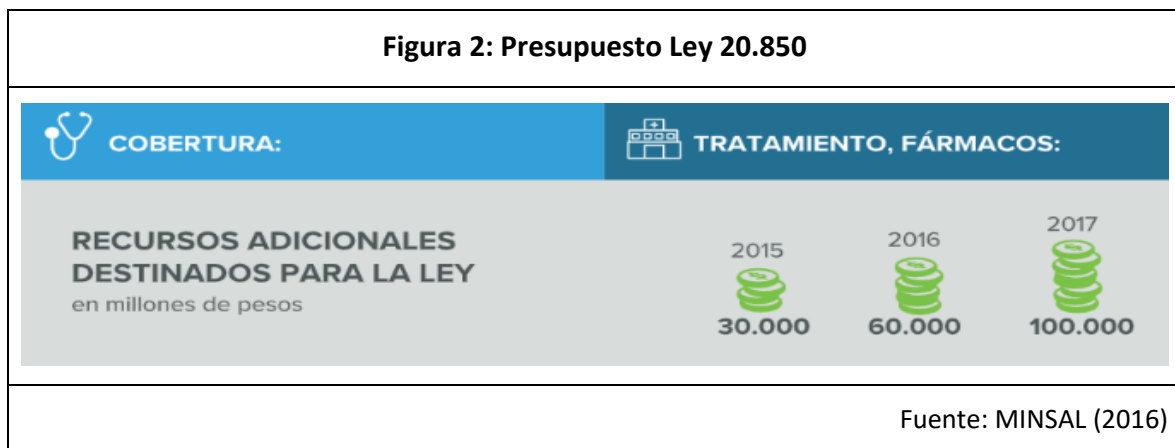 Figura 2: Presupuesto Ley 20.850
COBERTURA:
TRATAMIENTO, FÁRMACOS:
RECURSOS ADICIONALES
DESTINADOS PARA LA LEY
en millones de pesos
2015
30.000
2016
60.000
2017
100.000
Fuente: MINSAL (2016)